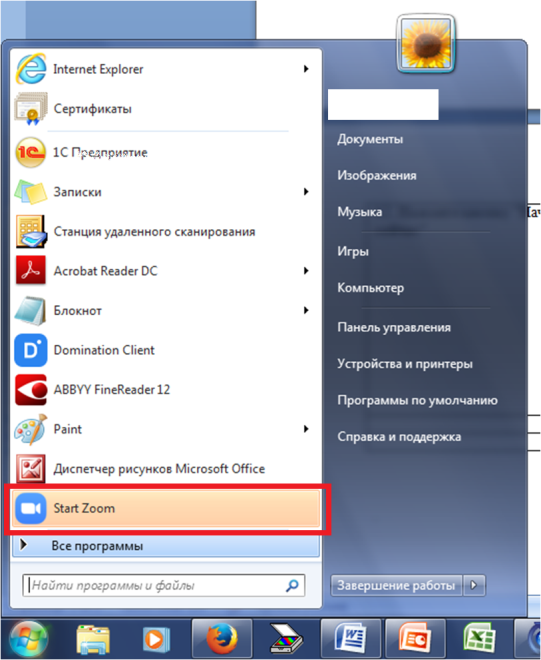 Internet Explorer
Сертификаты
1С Предприятие
Записки
Станция удаленного сканирования
Acrobat Reader DC
Блокнот
Domination Client
ABBYY FineReader 12
Paint
Диспетчер рисунков Microsoft Office
Start Zoom
Все программы
Найти программы и файлы
Документы
Изображения
Музыка
Игры
Компьютер
Панель управления
Устройства и принтеры
Программы по умолчанию
Справка и поддержка
Завершение работы